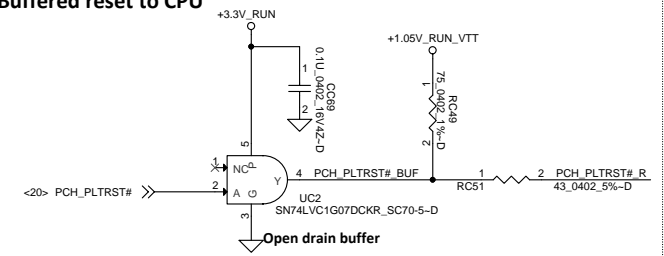 Buffered reset to CPU
+3.3V_RUN
+1.05V_RUN_VTT
1
2
0.1U_0402_16V4Z~D
CC69
1
2
75_0402_1%~D
RC49
5
1
NC
P
2
A
G
Y
4
3
<20> PCH_PLTRST#
PCH_PLTRST#_BUF
UC2
SN74LVC1G07DCKR_SC70-5~D
1
RC51
2
PCH_PLTRST#_R
43_0402_5%~D
Open drain buffer